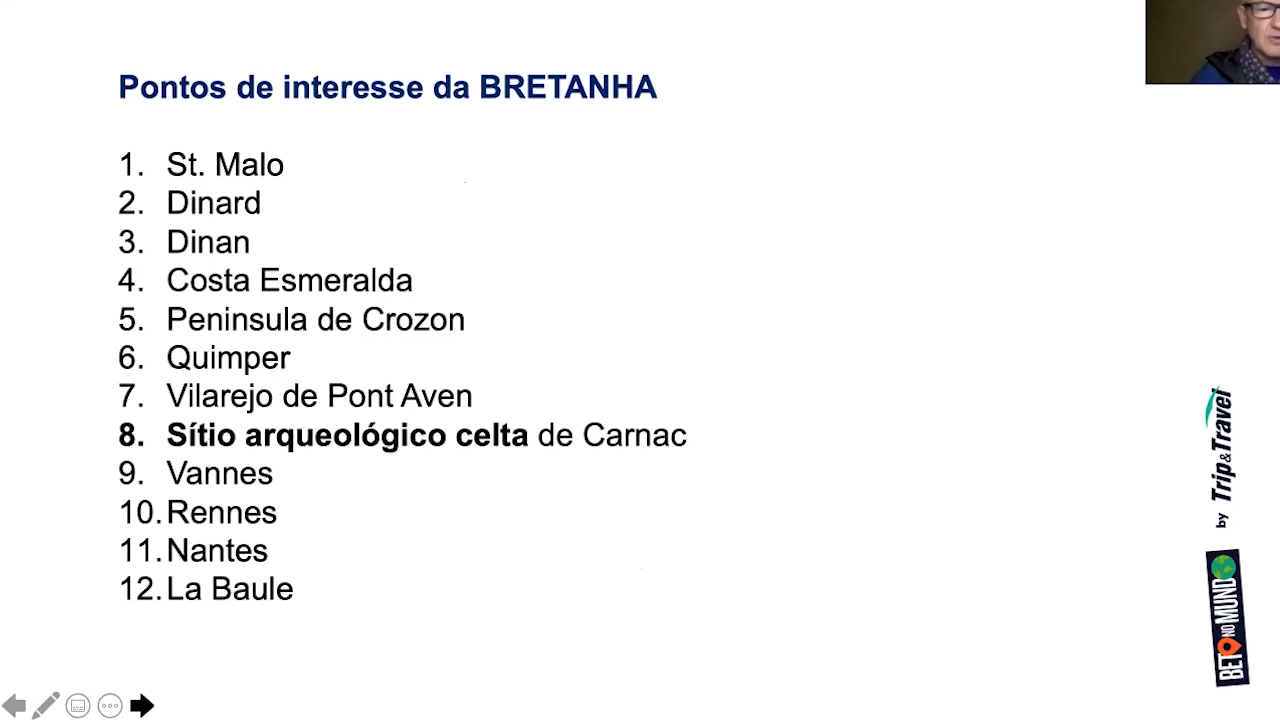 Pontos de interesse da BRETANHA
1. St. Malo
2. Dinard
3. Dinan
4. Costa Esmeralda
5. Peninsula de Crozon
6. Quimper
7. Vilarejo de Pont Aven
8. Sítio arqueológico celta de Carnac
9. Vannes
10. Rennes
11. Nantes
12. La Baule
by Trip&Travel
BETO NO MUNDO